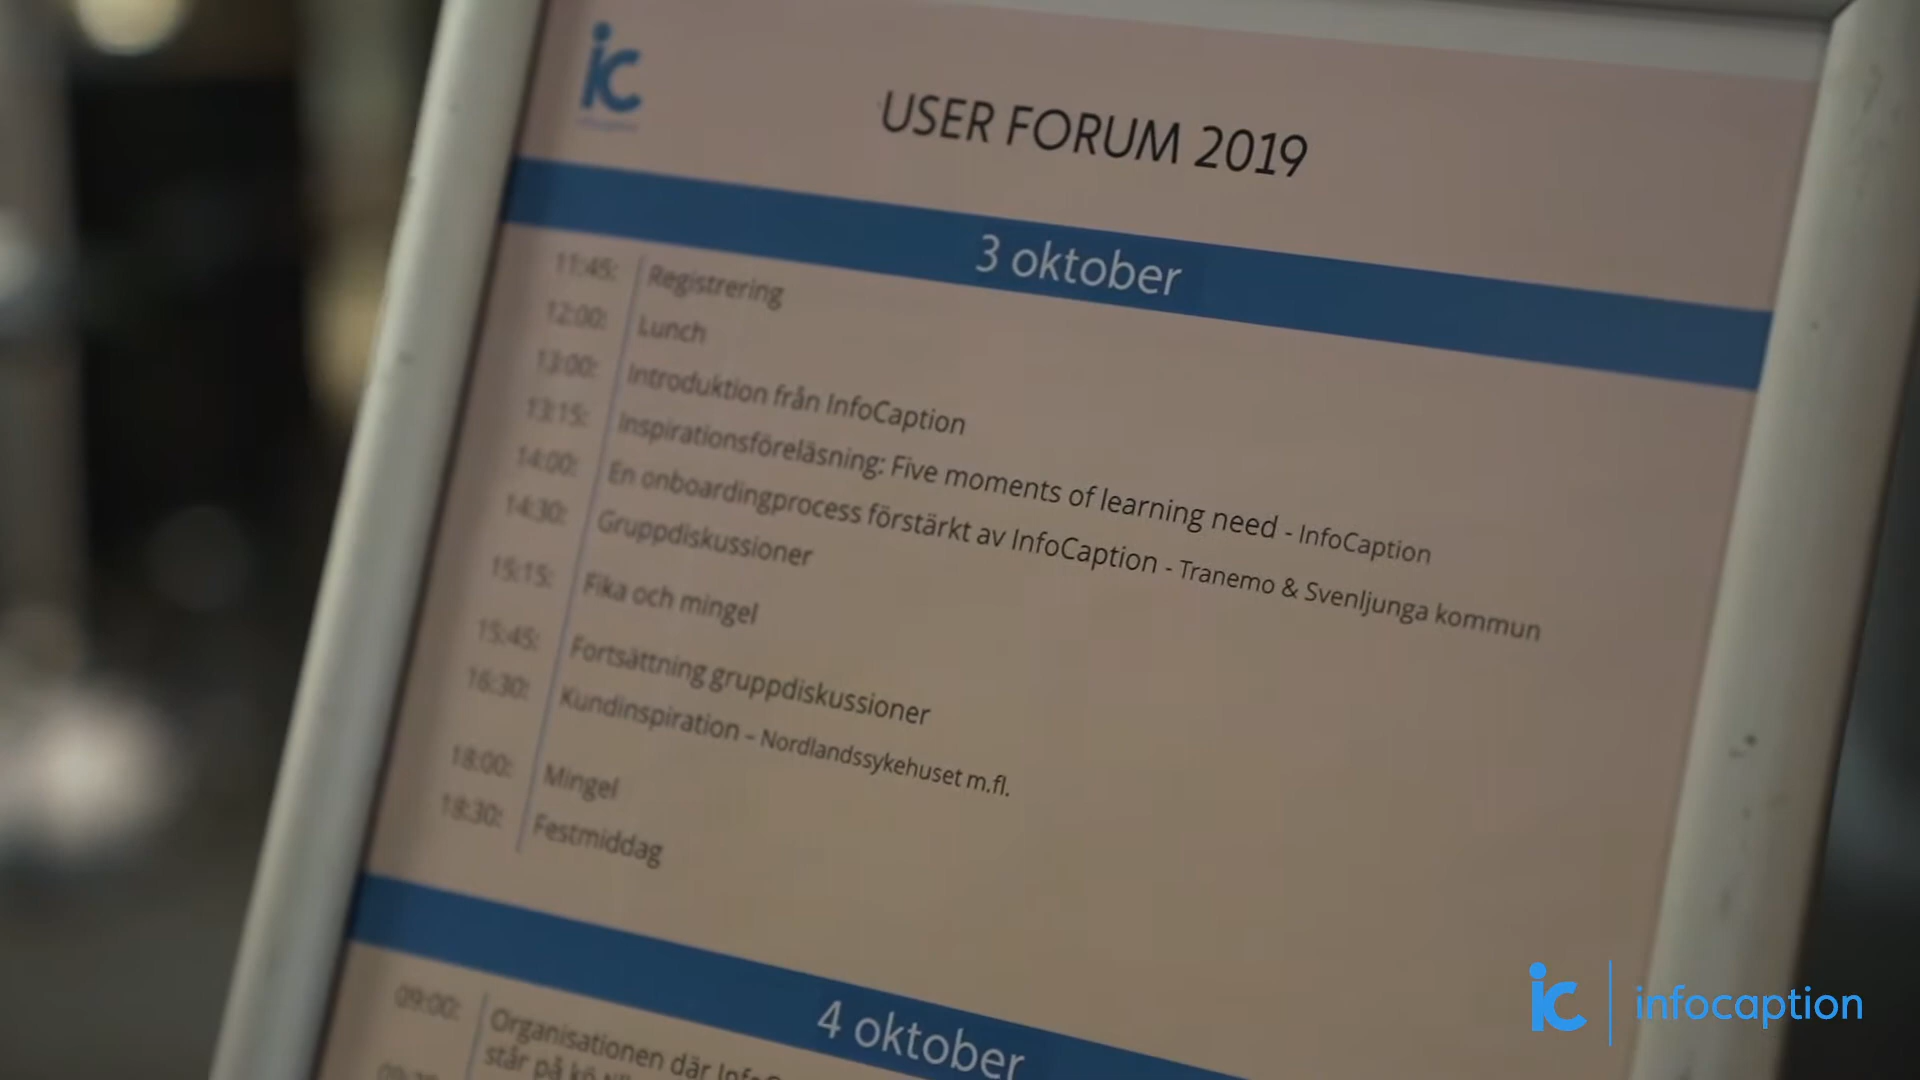 ic
USER FORUM 2019
3 oktober
11:45: Registrering
12:00: Lunch
13:00: Introduktion från InfoCaption
13:15: Inspirationsföreläsning: Five moments of learning need - InfoCaption
14:00: En onboardingprocess förstärkt av InfoCaption - Tranemo & Svenljunga kommun
14:30: Gruppdiskussioner
15:15: Fika och mingel
15:45: Fortsättning gruppdiskussioner
16:30: Kundinspiration – Nordlandssykehuset m.fl.
18:00: Mingel
18:30: Festmiddag
4 oktober
09:00: Organisationen där
står på
ic infocaption